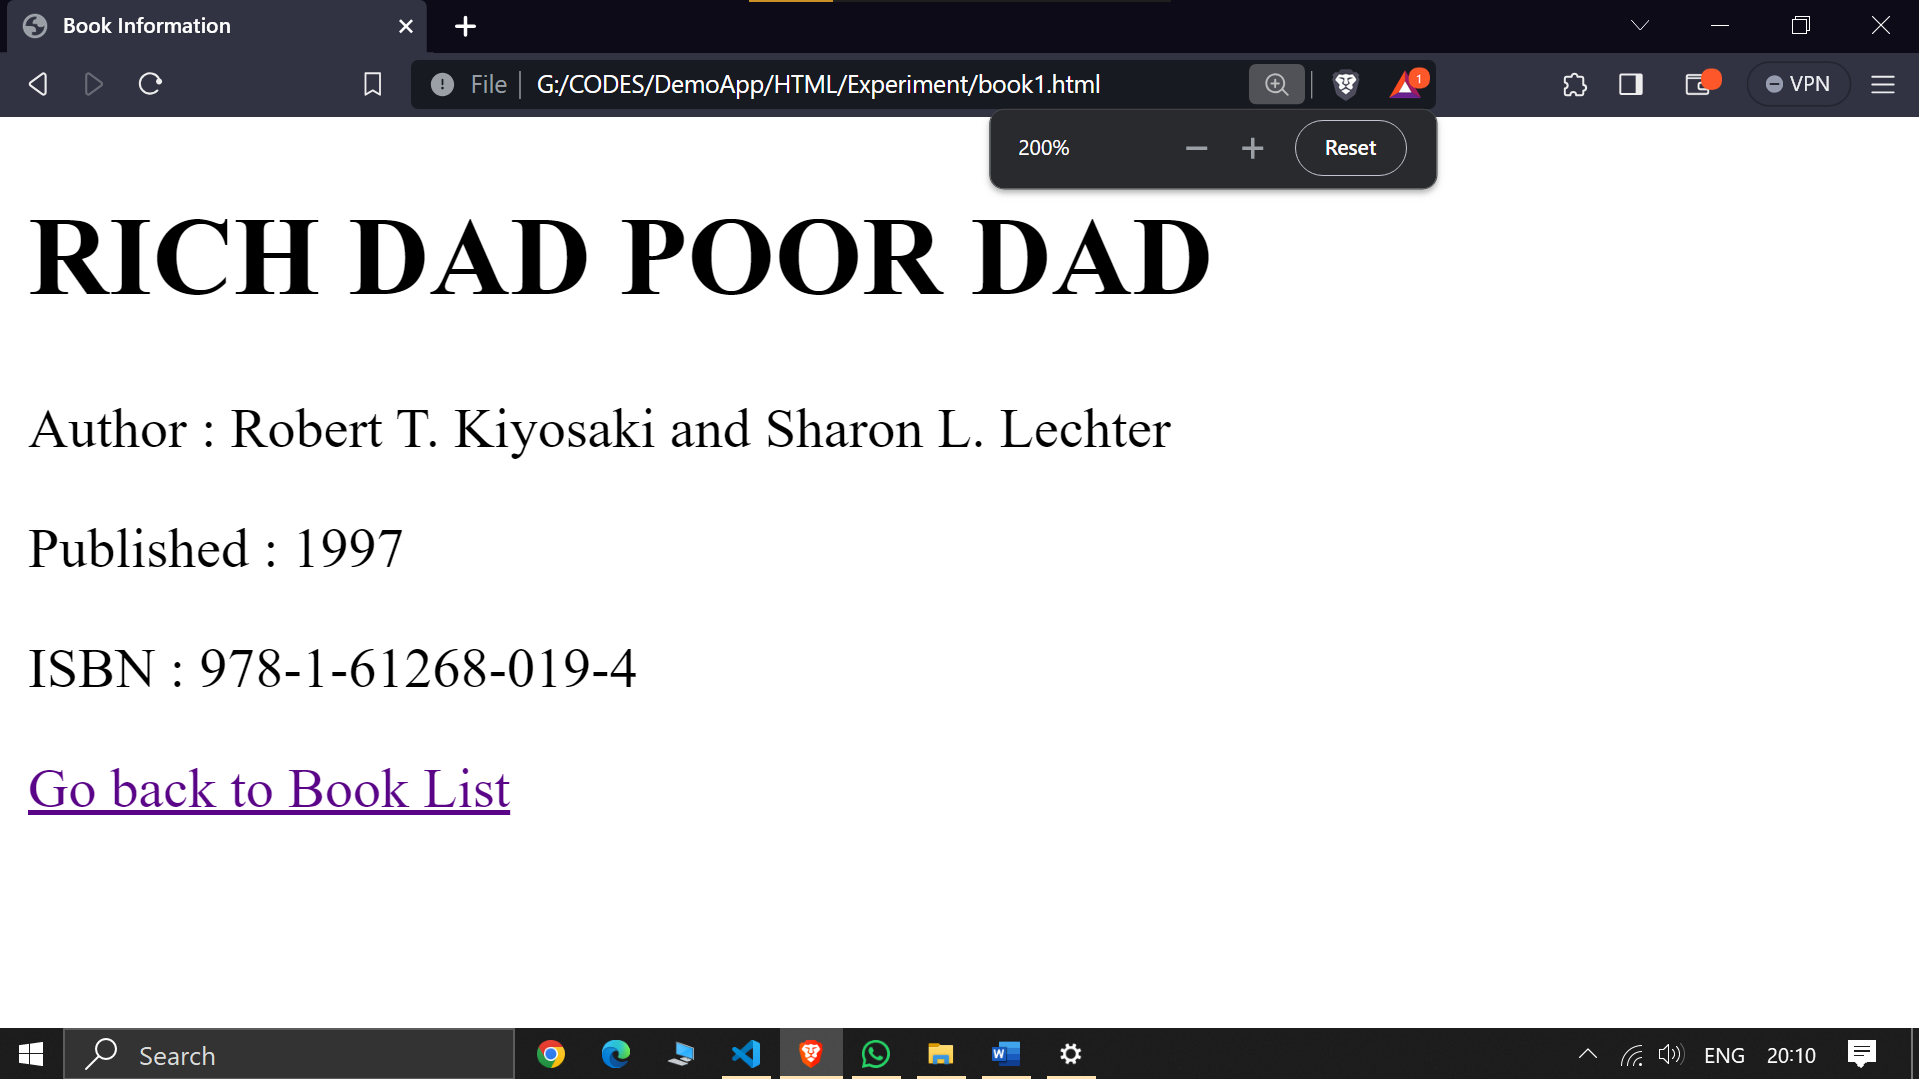 Book Information
File G:/CODES/DemoApp/HTML/Experiment/book1.html 1 VPN
200% Reset
RICH DAD POOR DAD
Author : Robert T. Kiyosaki and Sharon L. Lechter
Published : 1997
ISBN : 978-1-61268-019-4
Go back to Book List
Search ENG 20:10